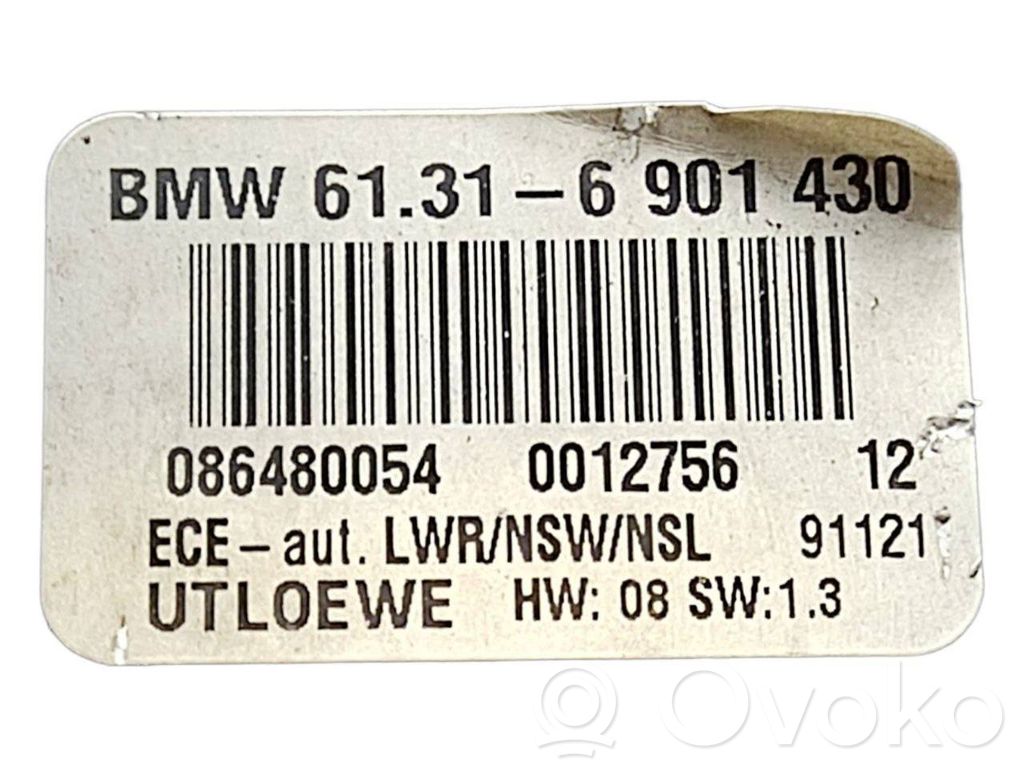 BMW 61.31-6 901 430
086480054 0012756 12
ECE-aut. LWR/NSW/NSL 91121
UTLOEWE HW: 08 SW:1.3
Ovoko